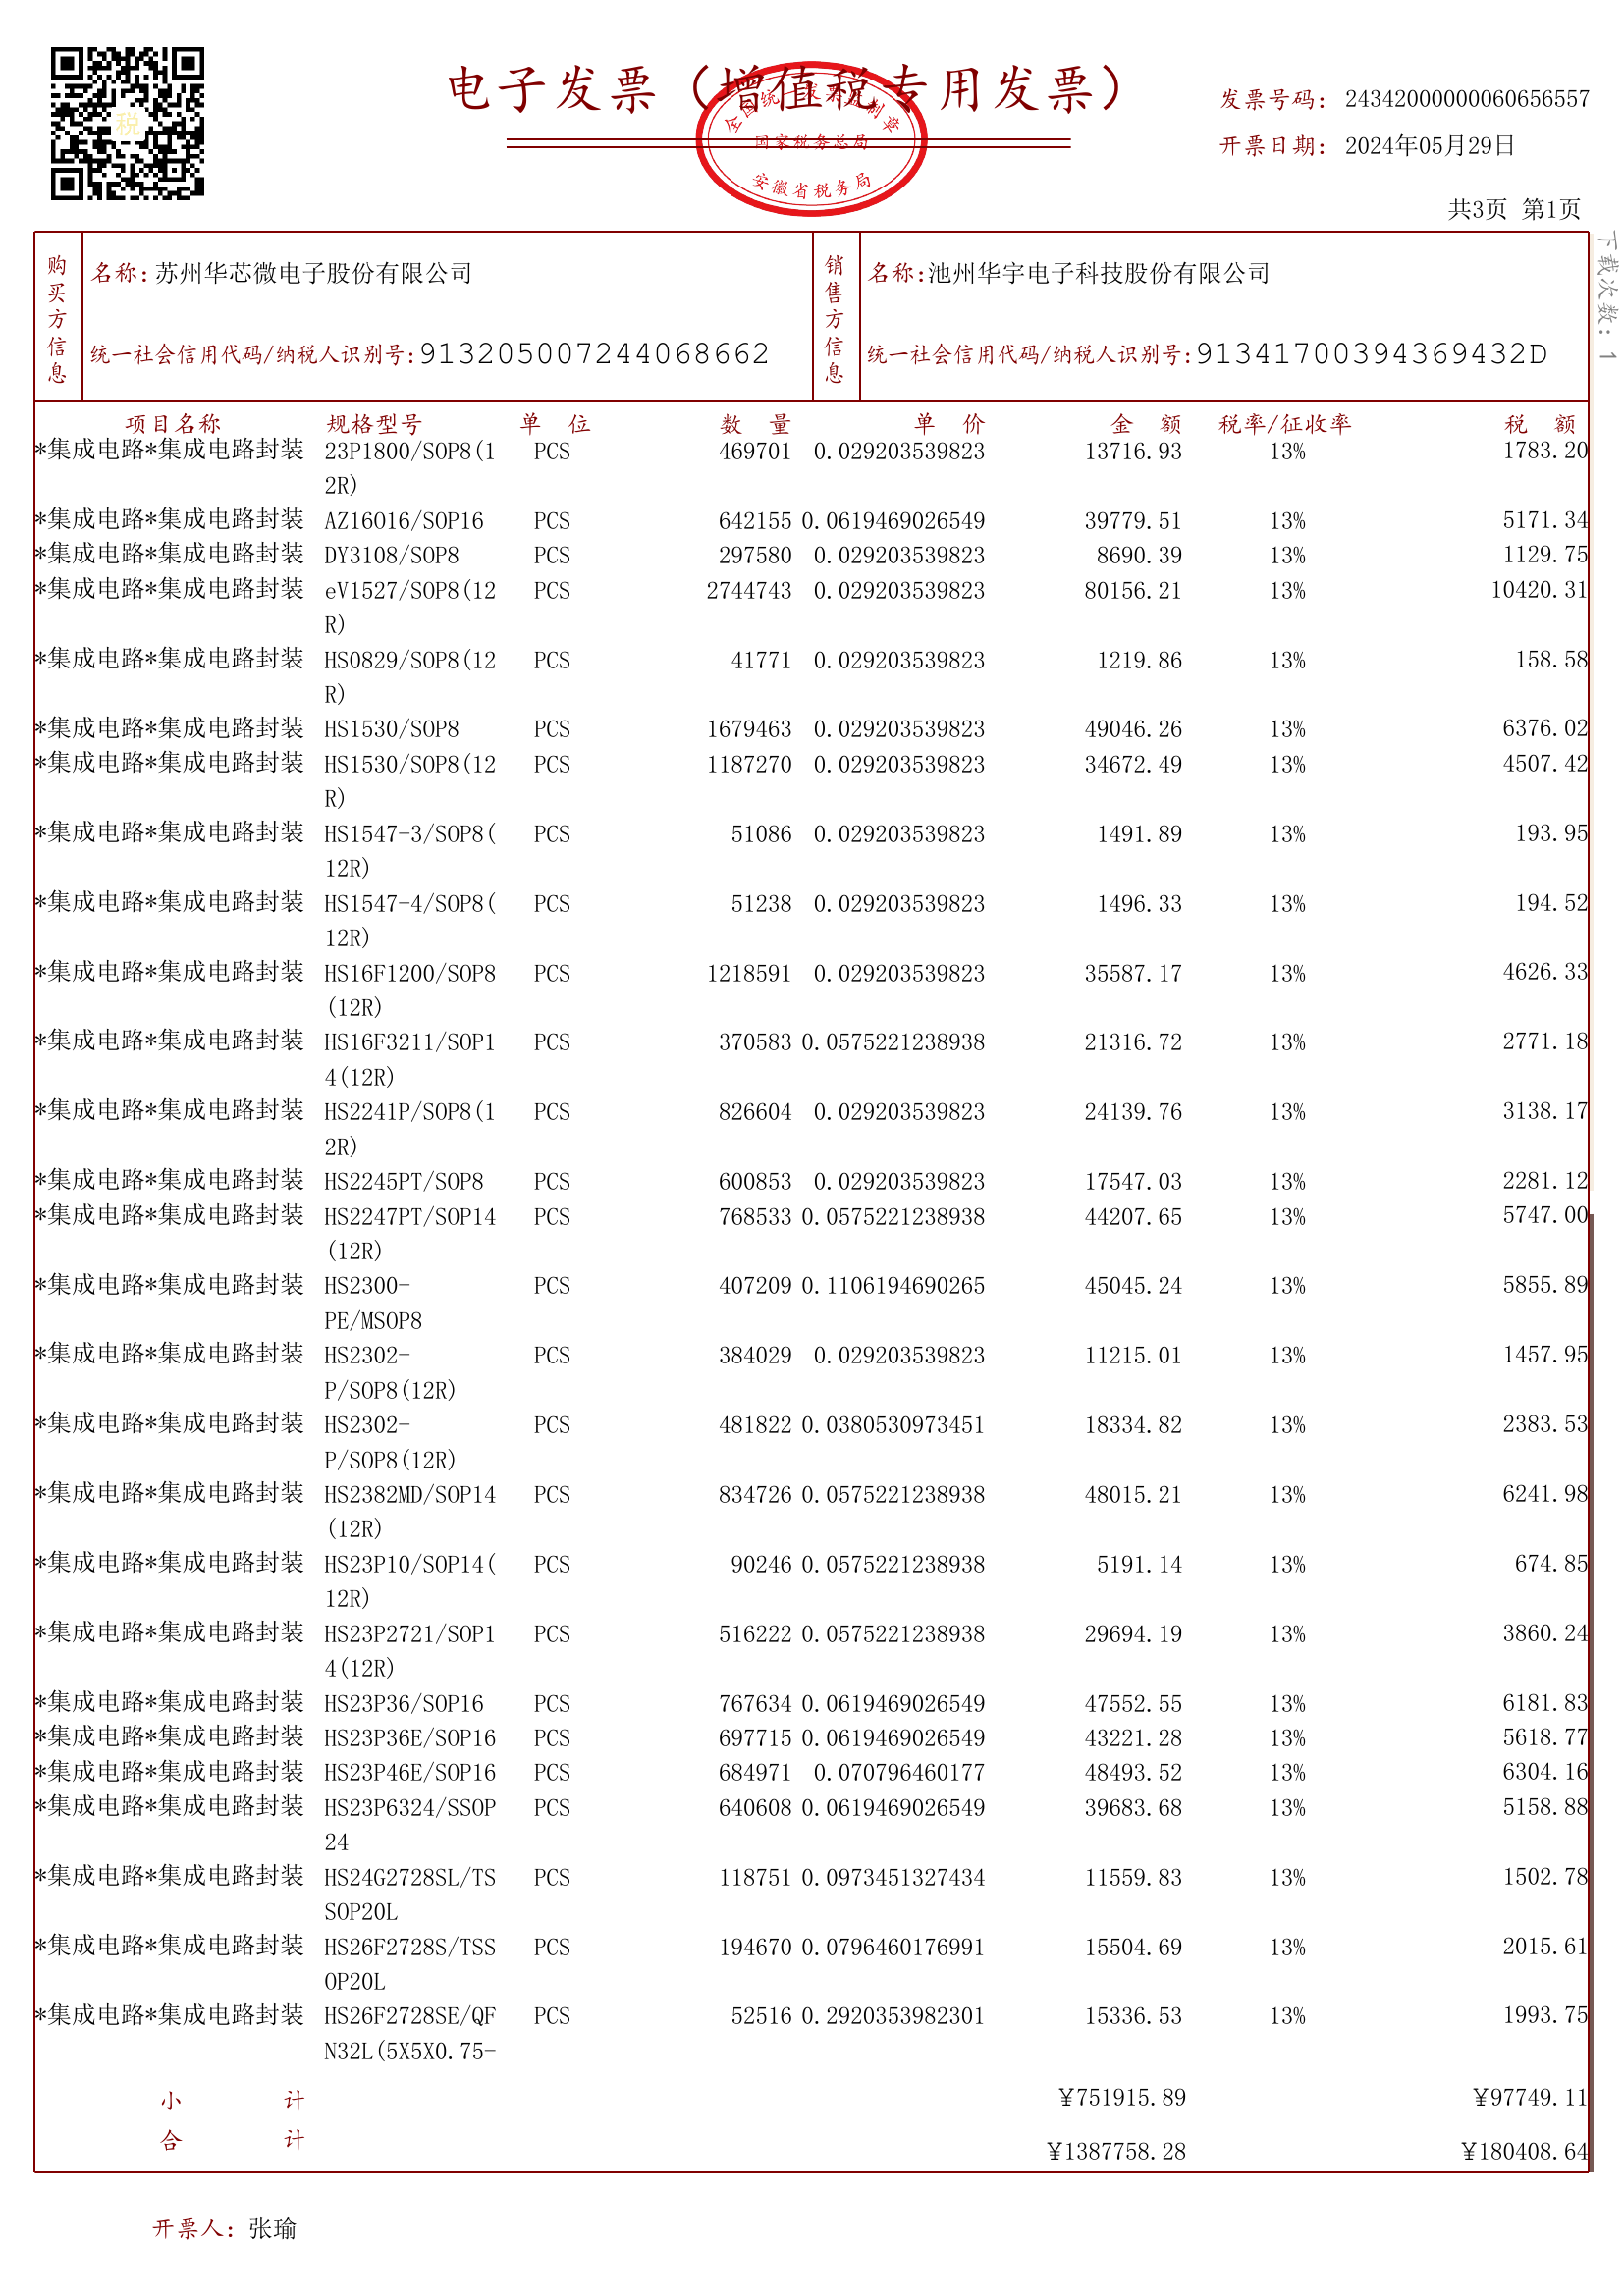 电子发票（增值税专用发票）
全国统一发票监制章
国家税务总局
安徽省税务局
税
发票号码：24342000000060656557
开票日期：2024年05月29日
共3页 第1页
下载次数：1
购买方信息
名称：苏州华芯微电子股份有限公司
统一社会信用代码/纳税人识别号：913205007244068662
销售方信息
名称：池州华宇电子科技股份有限公司
统一社会信用代码/纳税人识别号：91341700394369432D
项目名称 规格型号 单 位 数 量 单 价 金 额 税率/征收率 税 额
*集成电路*集成电路封装 23P1800/SOP8(1 PCS 469701 0.029203539823 13716.93 13% 1783.20
2R)
*集成电路*集成电路封装 AZ16016/SOP16 PCS 642155 0.0619469026549 39779.51 13% 5171.34
*集成电路*集成电路封装 DY3108/SOP8 PCS 297580 0.029203539823 8690.39 13% 1129.75
*集成电路*集成电路封装 eV1527/SOP8(12 PCS 2744743 0.029203539823 80156.21 13% 10420.31
R)
*集成电路*集成电路封装 HS0829/SOP8(12 PCS 41771 0.029203539823 1219.86 13% 158.58
R)
*集成电路*集成电路封装 HS1530/SOP8 PCS 1679463 0.029203539823 49046.26 13% 6376.02
*集成电路*集成电路封装 HS1530/SOP8(12 PCS 1187270 0.029203539823 34672.49 13% 4507.42
R)
*集成电路*集成电路封装 HS1547-3/SOP8( PCS 51086 0.029203539823 1491.89 13% 193.95
12R)
*集成电路*集成电路封装 HS1547-4/SOP8( PCS 51238 0.029203539823 1496.33 13% 194.52
12R)
*集成电路*集成电路封装 HS16F1200/SOP8 PCS 1218591 0.029203539823 35587.17 13% 4626.33
(12R)
*集成电路*集成电路封装 HS16F3211/SOP1 PCS 370583 0.0575221238938 21316.72 13% 2771.18
4(12R)
*集成电路*集成电路封装 HS2241P/SOP8(1 PCS 826604 0.029203539823 24139.76 13% 3138.17
2R)
*集成电路*集成电路封装 HS2245PT/SOP8 PCS 600853 0.029203539823 17547.03 13% 2281.12
*集成电路*集成电路封装 HS2247PT/SOP14 PCS 768533 0.0575221238938 44207.65 13% 5747.00
(12R)
*集成电路*集成电路封装 HS2300- PCS 407209 0.1106194690265 45045.24 13% 5855.89
PE/MSOP8
*集成电路*集成电路封装 HS2302- PCS 384029 0.029203539823 11215.01 13% 1457.95
P/SOP8(12R)
*集成电路*集成电路封装 HS2302- PCS 481822 0.0380530973451 18334.82 13% 2383.53
P/SOP8(12R)
*集成电路*集成电路封装 HS2382MD/SOP14 PCS 834726 0.0575221238938 48015.21 13% 6241.98
(12R)
*集成电路*集成电路封装 HS23P10/SOP14( PCS 90246 0.0575221238938 5191.14 13% 674.85
12R)
*集成电路*集成电路封装 HS23P2721/SOP1 PCS 516222 0.0575221238938 29694.19 13% 3860.24
4(12R)
*集成电路*集成电路封装 HS23P36/SOP16 PCS 767634 0.0619469026549 47552.55 13% 6181.83
*集成电路*集成电路封装 HS23P36E/SOP16 PCS 697715 0.0619469026549 43221.28 13% 5618.77
*集成电路*集成电路封装 HS23P46E/SOP16 PCS 684971 0.070796460177 48493.52 13% 6304.16
*集成电路*集成电路封装 HS23P6324/SSOP PCS 640608 0.0619469026549 39683.68 13% 5158.88
24
*集成电路*集成电路封装 HS24G2728SL/TS PCS 118751 0.0973451327434 11559.83 13% 1502.78
SOP20L
*集成电路*集成电路封装 HS26F2728S/TSS PCS 194670 0.0796460176991 15504.69 13% 2015.61
OP20L
*集成电路*集成电路封装 HS26F2728SE/QF PCS 52516 0.2920353982301 15336.53 13% 1993.75
N32L(5X5X0.75-
小 计 ¥751915.89 ¥97749.11
合 计 ¥1387758.28 ¥180408.64
开票人：张瑜